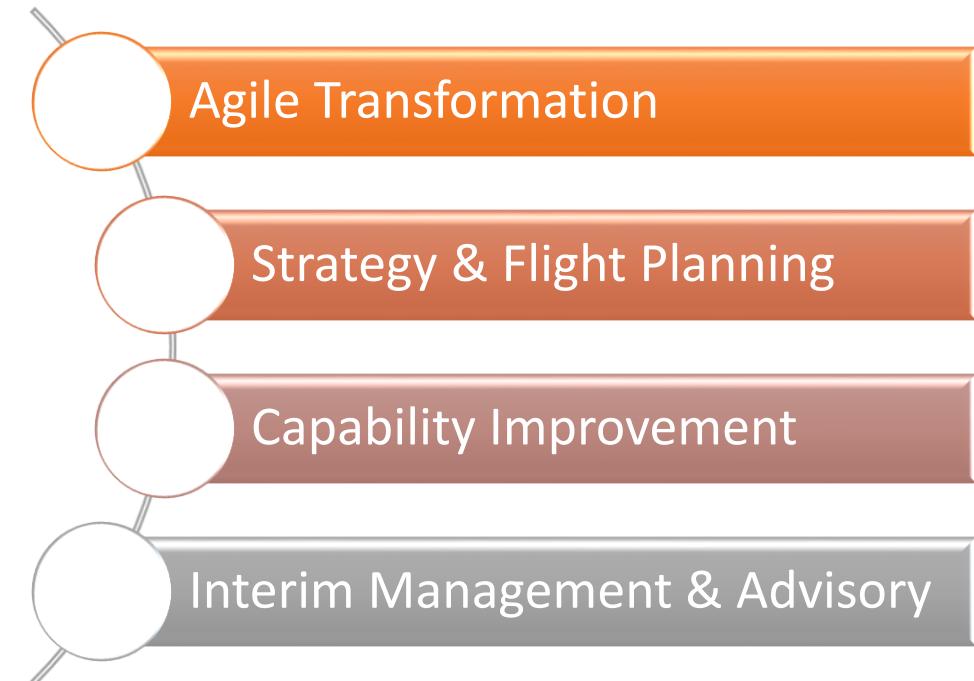 Agile Transformation
Strategy & Flight Planning
Capability Improvement
Interim Management & Advisory